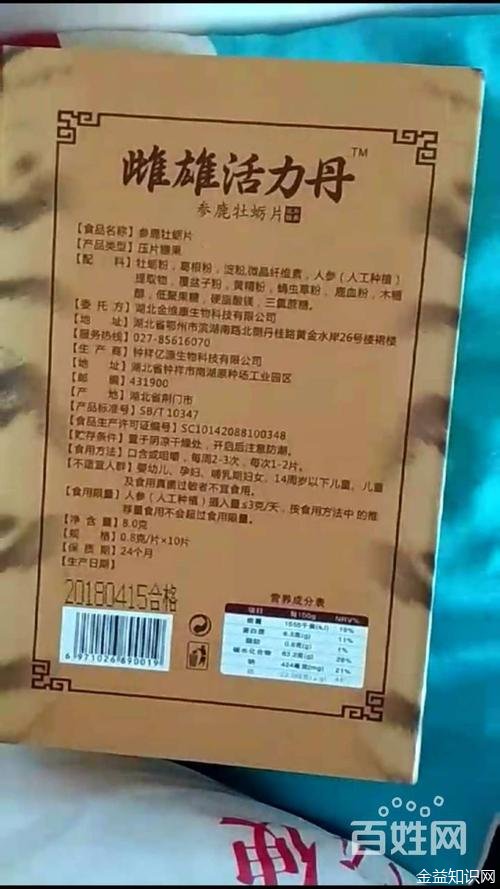 雌雄活力丹™
参鹿牡蛎片
【食品名称】参鹿牡蛎片
【产品类型】压片糖果
【配　　料】牡蛎粉，葛根粉，淀粉，微晶纤维素，人参（人工种植）
提取物，覆盆子粉，黄精粉，蛹虫草粉，鹿血粉，木糖
醇，低聚果糖，硬脂酸镁，三氯蔗糖。
【委 托 方】湖北金维康生物科技有限公司
【地　　址】湖北省鄂州市滨湖南路北侧丹桂路黄金水岸26号楼裙楼
【服务热线】027-85616070
【生 产 商】钟祥亿源生物科技有限公司
【地　　址】湖北省钟祥市南湖原种场工业园区
【邮　　编】431900
【产　　地】湖北省荆门市
【产品标准号】SB/T 10347
【食品生产许可证编号】SC10142088100348
【贮存条件】置于阴凉干燥处，开启后注意防潮。
【食用方法】口含或咀嚼，每周2-3次，每次1-2片。
【不适宜人群】婴幼儿、孕妇、哺乳期妇女、14周岁以下儿童、儿童
及食用真菌过敏者不宜食用。
【食用限量】人参（人工种植）摄入量≤3克/天，按食用方法中的推
荐量食用不会超过食用限量。
【净 含 量】8.0克
【规　　格】0.8克/片×10片
【保 质 期】24个月
【生产日期】
20180415合格
6 971026 690019
营养成分表
项目 每100g NRV%
能量 1555千焦(kJ) 19%
蛋白质 6.3克(g) 11%
脂肪 0.6克(g) 1%
碳水化合物 83.2克(g) 28%
钠 424毫克(mg) 21%
硬
百姓网
金益知识网